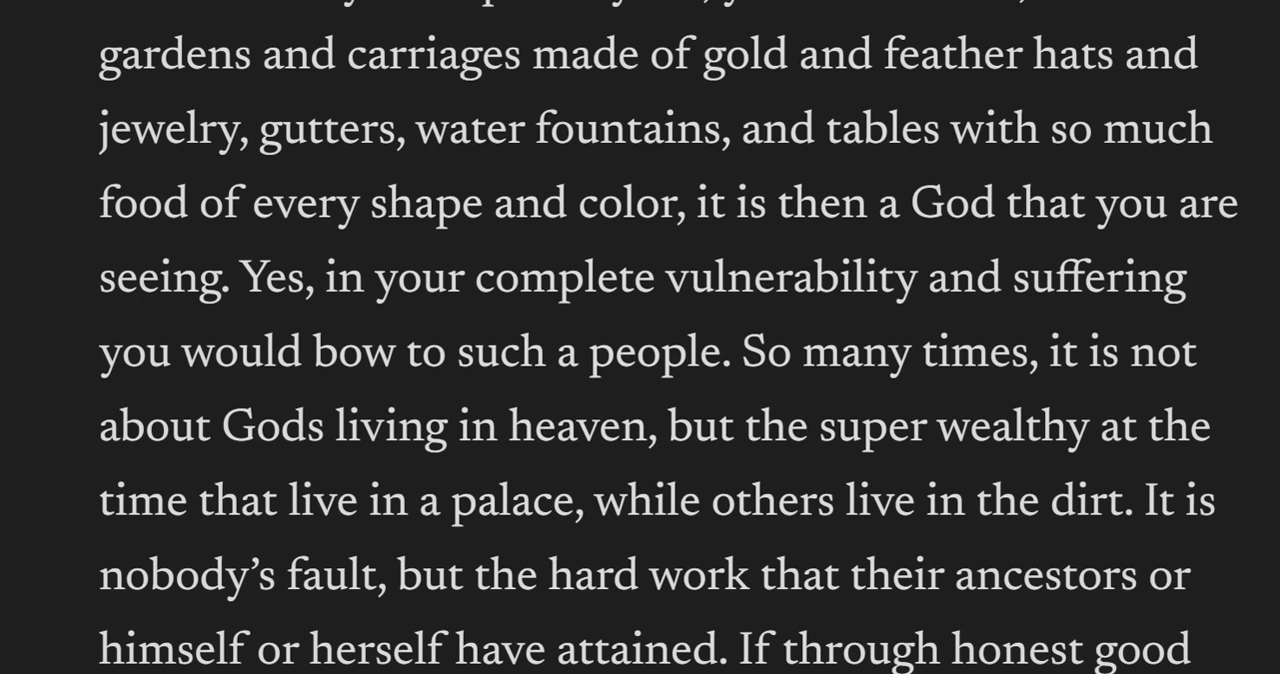 gardens and carriages made of gold and feather hats and
jewelry, gutters, water fountains, and tables with so much
food of every shape and color, it is then a God that you are
seeing. Yes, in your complete vulnerability and suffering
you would bow to such a people. So many times, it is not
about Gods living in heaven, but the super wealthy at the
time that live in a palace, while others live in the dirt. It is
nobody’s fault, but the hard work that their ancestors or
himself or herself have attained. If through honest good